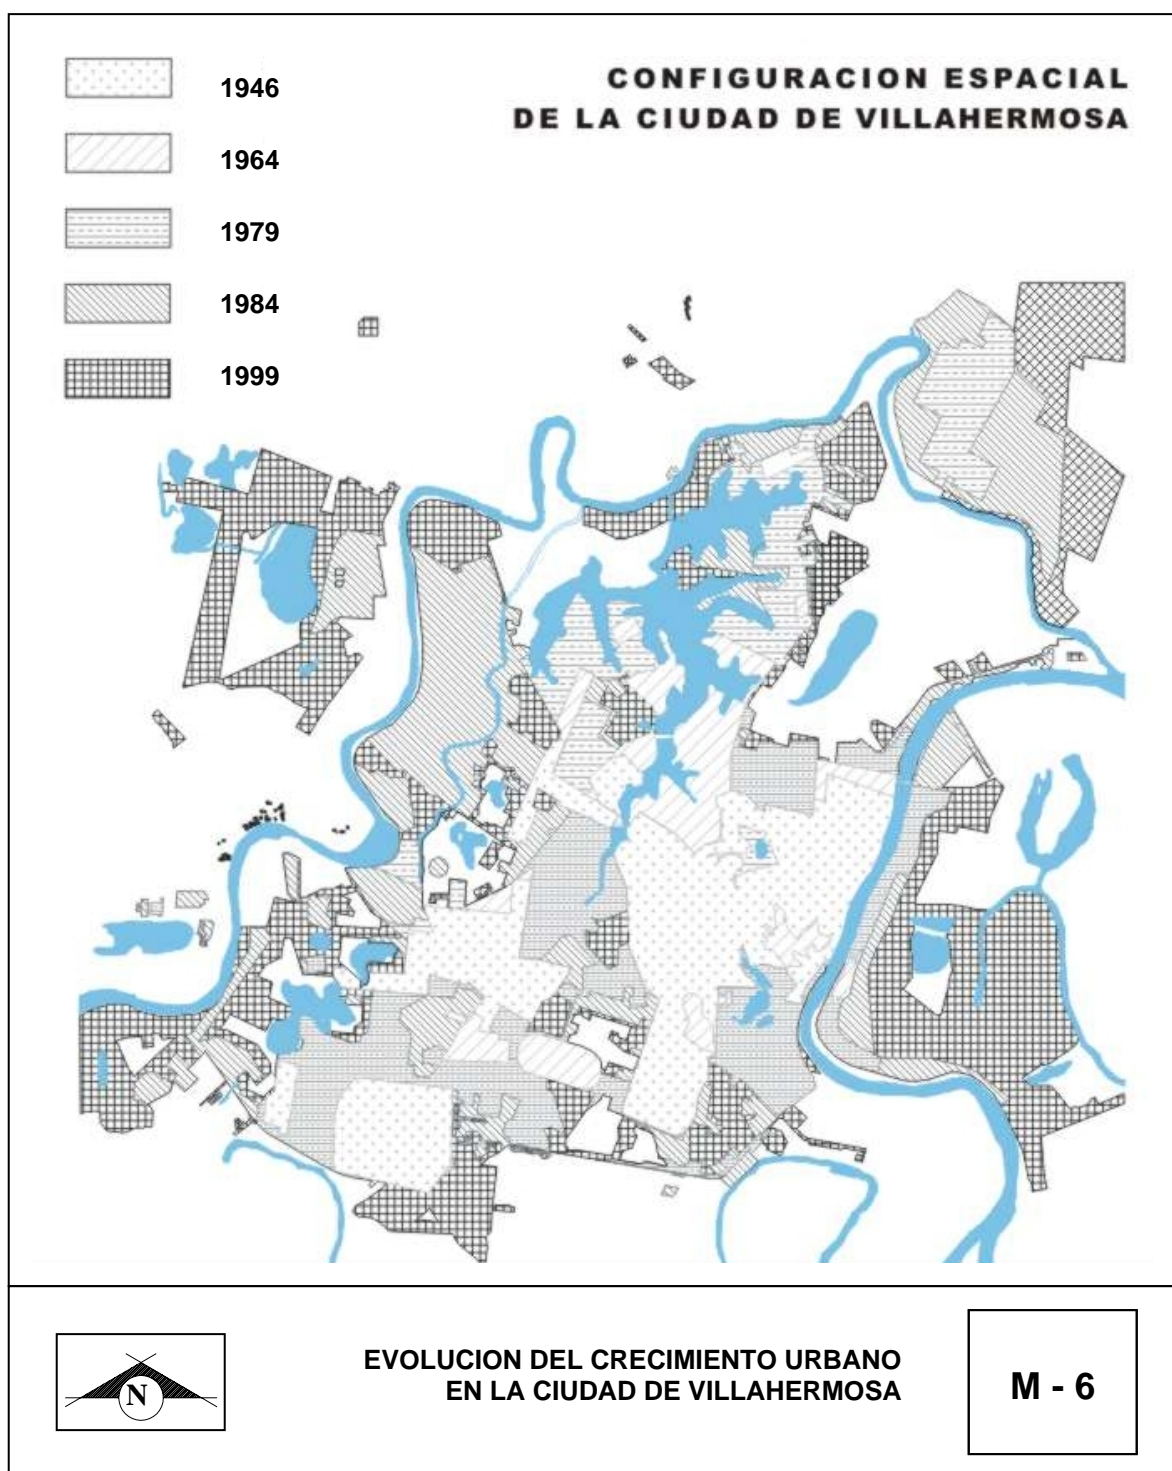 1946
1964
1979
1984
1999
CONFIGURACION ESPACIAL
DE LA CIUDAD DE VILLAHERMOSA
N
EVOLUCION DEL CRECIMIENTO URBANO
EN LA CIUDAD DE VILLAHERMOSA
M - 6